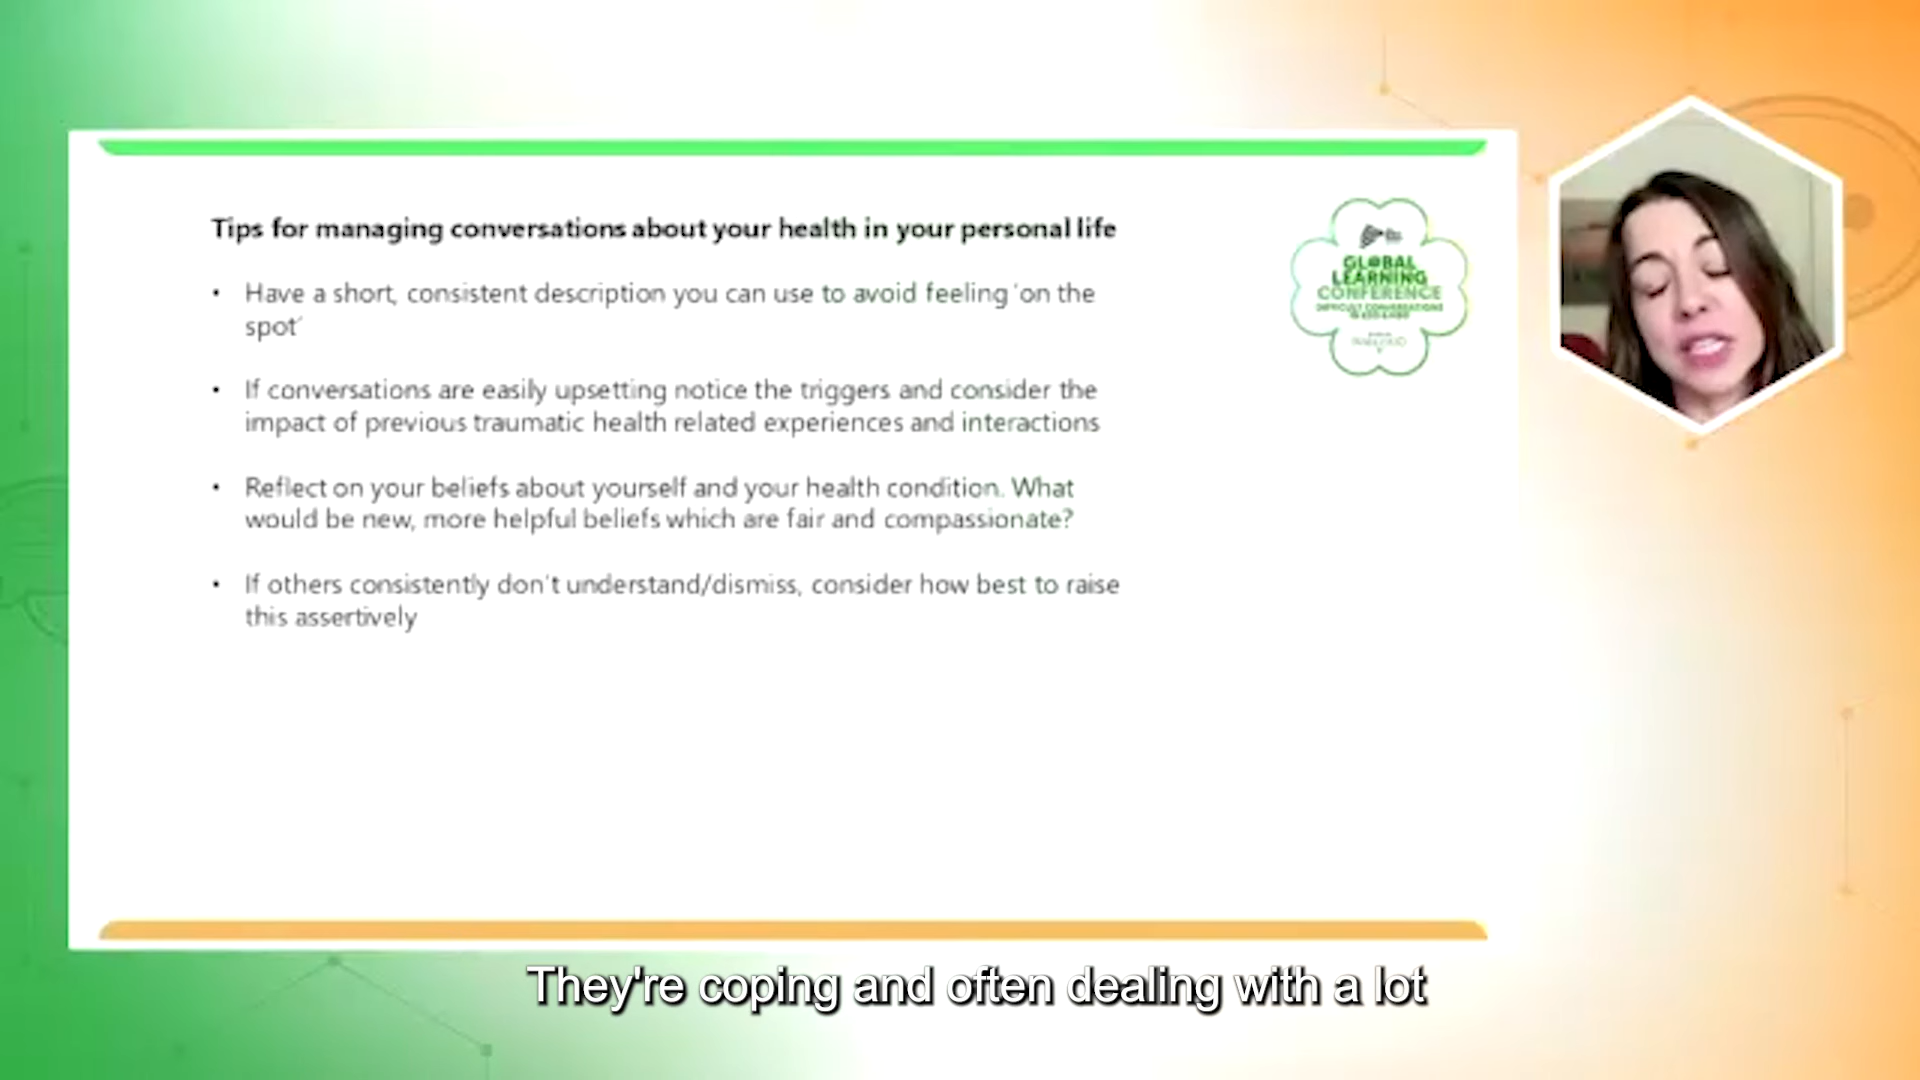 Tips for managing conversations about your health in your personal life
• Have a short, consistent description you can use to avoid feeling 'on the
spot'
• If conversations are easily upsetting notice the triggers and consider the
impact of previous traumatic health related experiences and interactions
• Reflect on your beliefs about yourself and your health condition. What
would be new, more helpful beliefs which are fair and compassionate?
• If others consistently don't understand/dismiss, consider how best to raise
this assertively
GLOBAL
LEARNING
CONFERENCE
DIFFICULT CONVERSATIONS
They're coping and often dealing with a lot